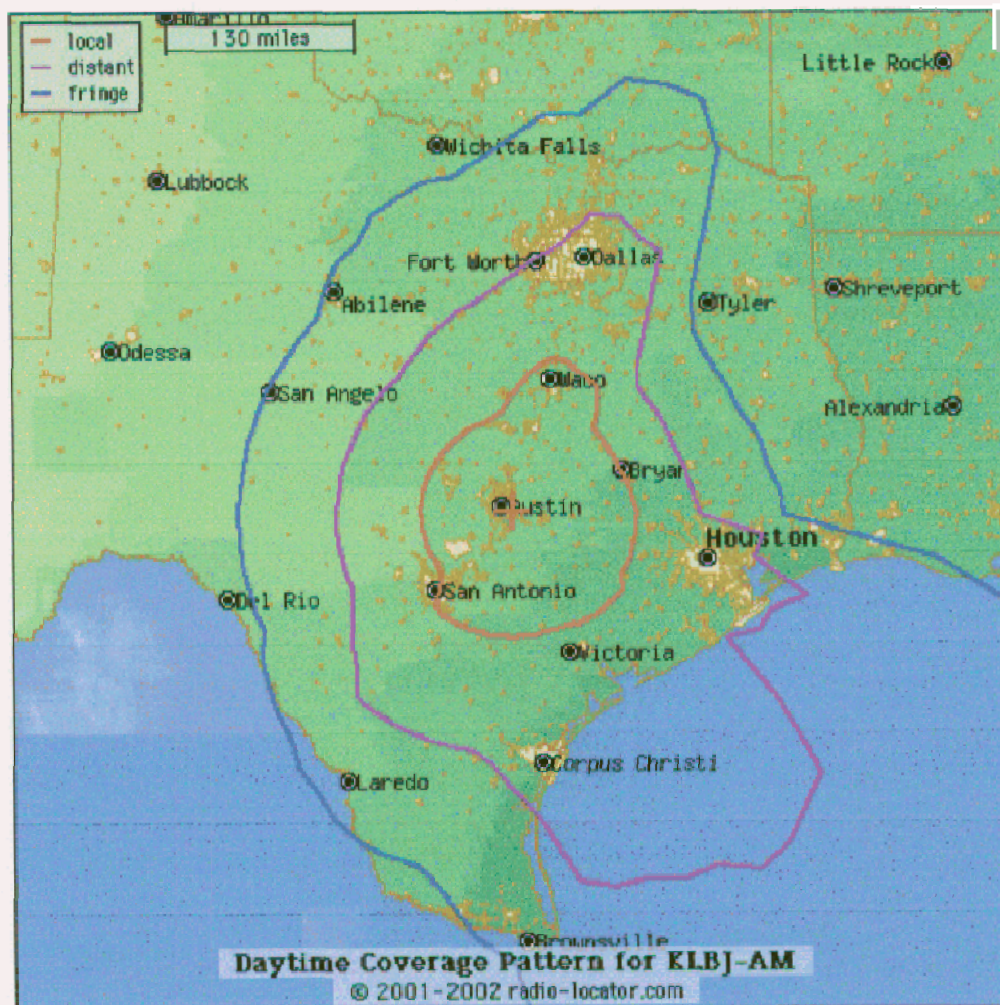 Amarillo
local
130 miles
distant
Little Rock
fringe
Wichita Falls
Lubbock
Fort Worth
Dallas
Shreveport
Abilene
Tyler
Odessa
Waco
San Angelo
Alexandria
Bryan
Austin
Houston
Del Rio
San Antonio
Victoria
Corpus Christi
Laredo
Brownsville
Daytime Coverage Pattern for KLBJ-AM
© 2001-2002 radio-locator.com